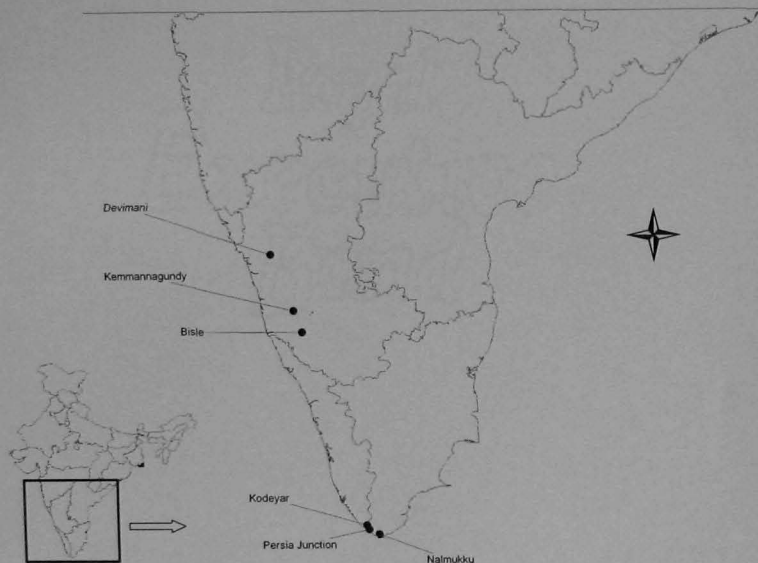 Devimani
Kemmannagundy
Bisle
Kodeyar
Persia Junction
Nalmukku